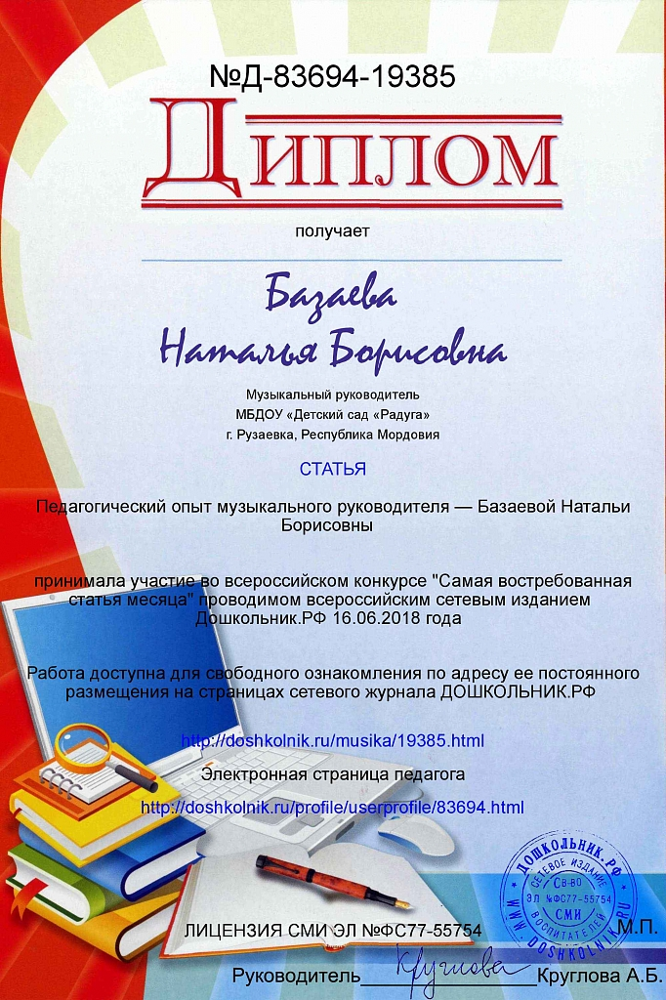 №Д-83694-19385
Диплом
получает
Базаева
Наталья Борисовна
Музыкальный руководитель
МБДОУ «Детский сад «Радуга»
г. Рузаевка, Республика Мордовия
СТАТЬЯ
Педагогический опыт музыкального руководителя — Базаевой Натальи
Борисовны
принимала участие во всероссийском конкурсе "Самая востребованная
статья месяца" проводимом всероссийским сетевым изданием
Дошкольник.РФ 16.06.2018 года
Работа доступна для свободного ознакомления по адресу ее постоянного
размещения на страницах сетевого журнала ДОШКОЛЬНИК.РФ
http://doshkolnik.ru/musika/19385.html
Электронная страница педагога
http://doshkolnik.ru/profile/userprofile/83694.html
ДОШКОЛЬНИК.РФ
СЕТЕВОЕ ИЗДАНИЕ
СВ-ВО
ЭЛ №ФС77-55754
СМИ
ВОСПИТАТЕЛЕЙ
WWW.DOSHKOLNIK.RU
ЛИЦЕНЗИЯ СМИ ЭЛ №ФС77-55754
М.П.
Руководитель__________________Круглова А.Б.
Круглова